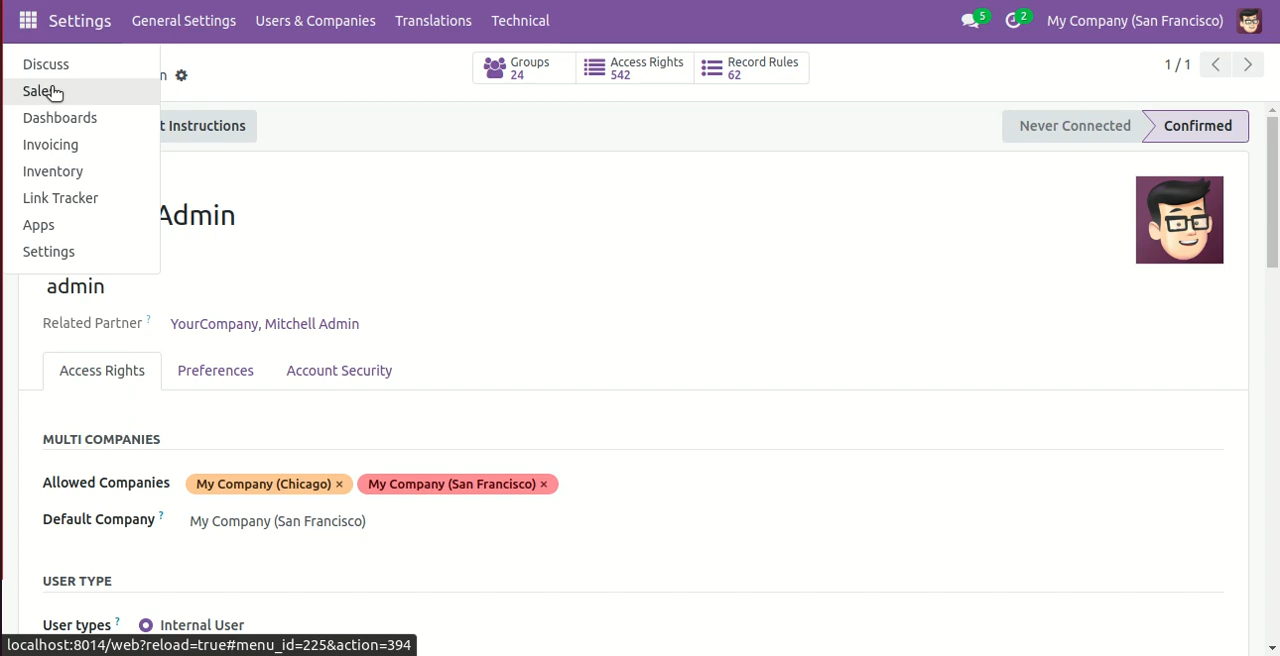 Settings General Settings Users & Companies Translations Technical 5 2 My Company (San Francisco)
Discuss
Sales
Dashboards
Invoicing
Inventory
Link Tracker
Apps
Settings
n
Groups
24
Access Rights
542
Record Rules
62
1 / 1
t Instructions
Never Connected
Confirmed
Admin
admin
Related Partner ? YourCompany, Mitchell Admin
Access Rights Preferences Account Security
MULTI COMPANIES
Allowed Companies My Company (Chicago) × My Company (San Francisco) ×
Default Company ? My Company (San Francisco)
USER TYPE
User types ? Internal User
localhost:8014/web?reload=true#menu_id=225&action=394